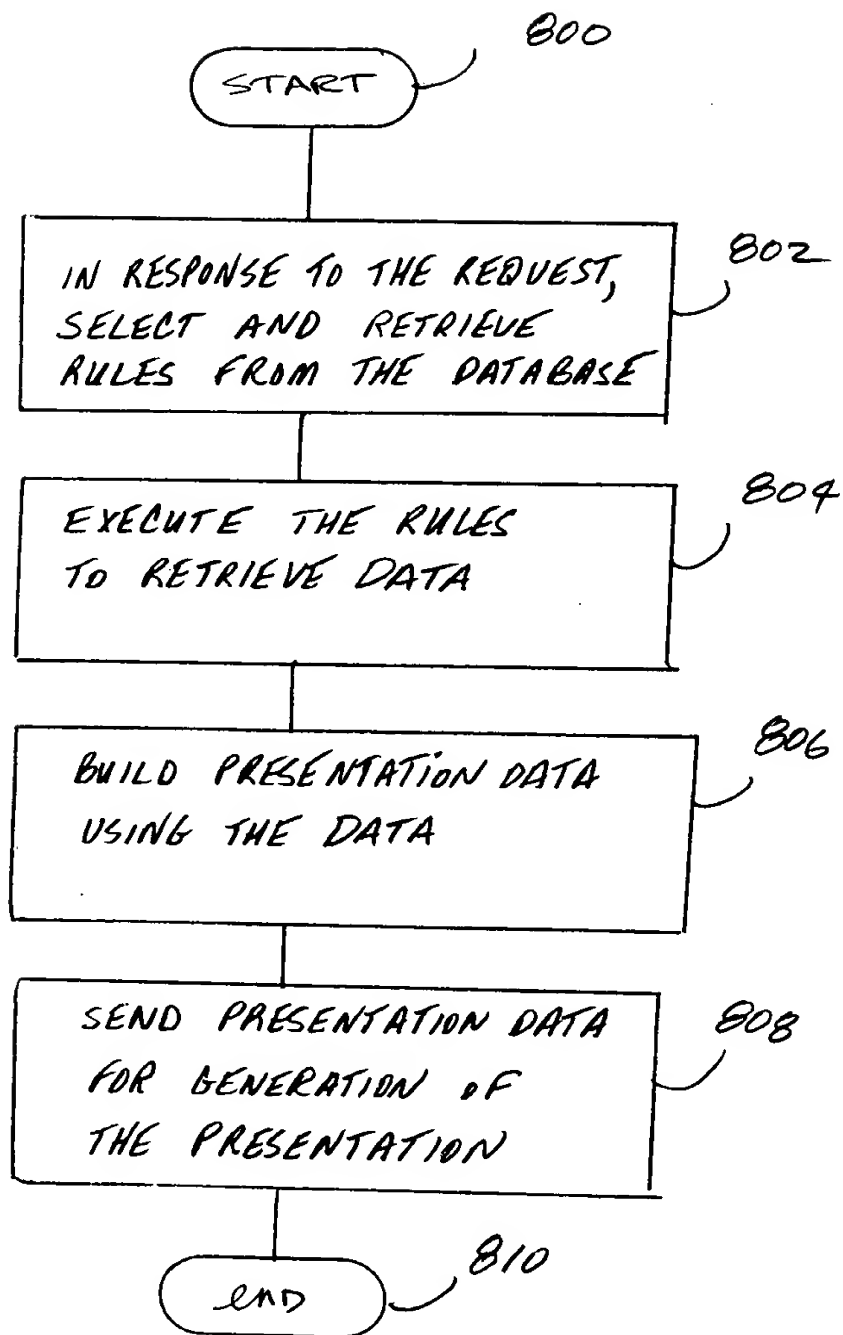 800
START
802
IN RESPONSE TO THE REQUEST,
SELECT AND RETRIEVE
RULES FROM THE DATABASE
804
EXECUTE THE RULES
TO RETRIEVE DATA
806
BUILD PRESENTATION DATA
USING THE DATA
808
SEND PRESENTATION DATA
FOR GENERATION OF
THE PRESENTATION
810
END